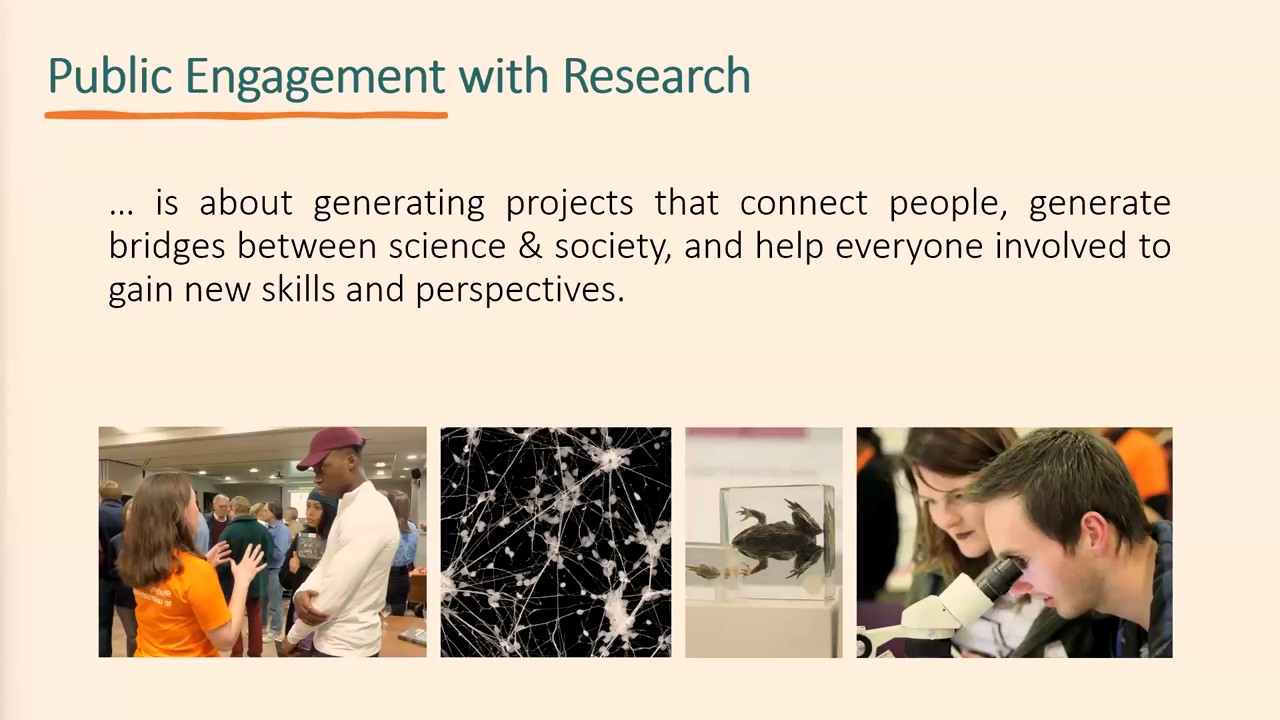 Public Engagement with Research
... is about generating projects that connect people, generate
bridges between science & society, and help everyone involved to
gain new skills and perspectives.